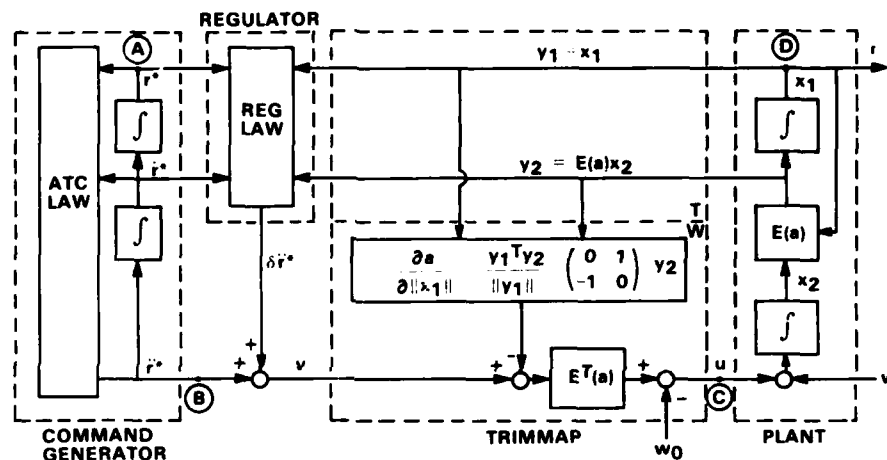 REGULATOR
A
D
r*
y₁ = x₁
r
x₁
∫
∫
REG
LAW
ṙ*
y₂ = E(a)x₂
ATC
LAW
∫
T
W
E(a)
δr̈*
∂a
∂||x₁||
y₁ᵀy₂
||y₁||
( 0 1
-1 0 ) y₂
x₂
∫
+
-
r̈*
+
ν
+
Eᵀ(a)
+
u
-
B
C
w₀
COMMAND
GENERATOR
TRIMMAP
PLANT